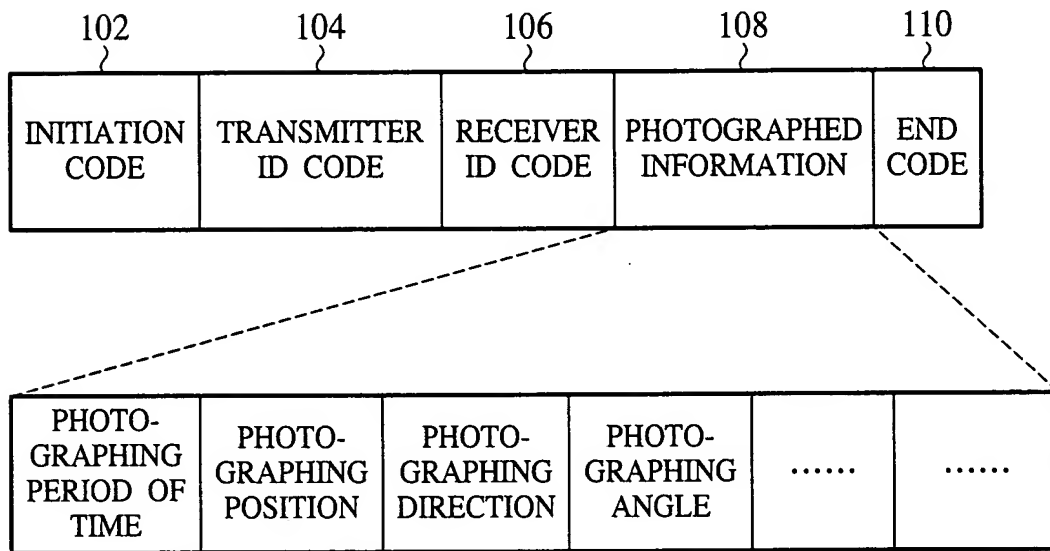 102 104 106 108 110
INITIATION CODE TRANSMITTER ID CODE RECEIVER ID CODE PHOTOGRAPHED INFORMATION END CODE
PHOTO-GRAPHING PERIOD OF TIME PHOTO-GRAPHING POSITION PHOTO-GRAPHING DIRECTION PHOTO-GRAPHING ANGLE ...... ......